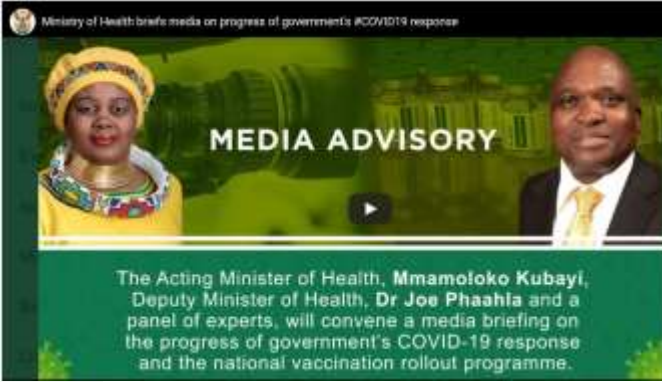 Ministry of Health briefs media on progress of government's #COVID19 response
MEDIA ADVISORY
The Acting Minister of Health, Mmamoloko Kubayi,
Deputy Minister of Health, Dr Joe Phaahla and a
panel of experts, will convene a media briefing on
the progress of government's COVID-19 response
and the national vaccination rollout programme.